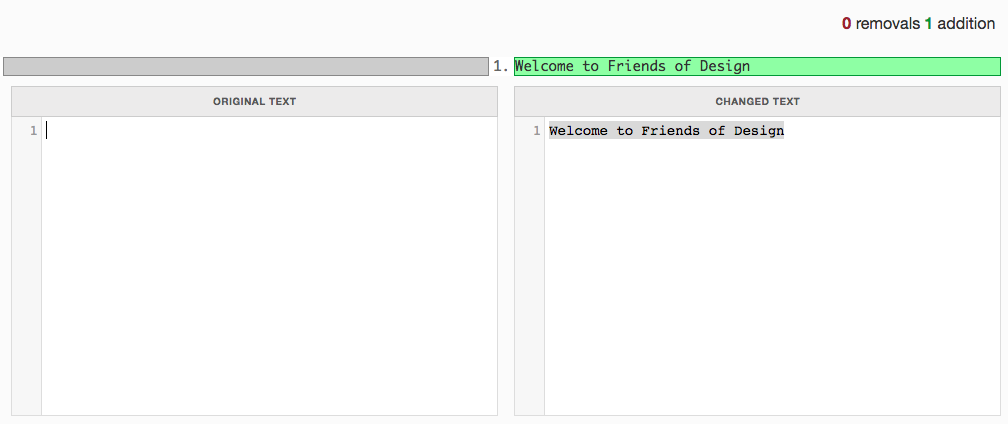 0 removals 1 addition
1. Welcome to Friends of Design
ORIGINAL TEXT
1
CHANGED TEXT
1 Welcome to Friends of Design